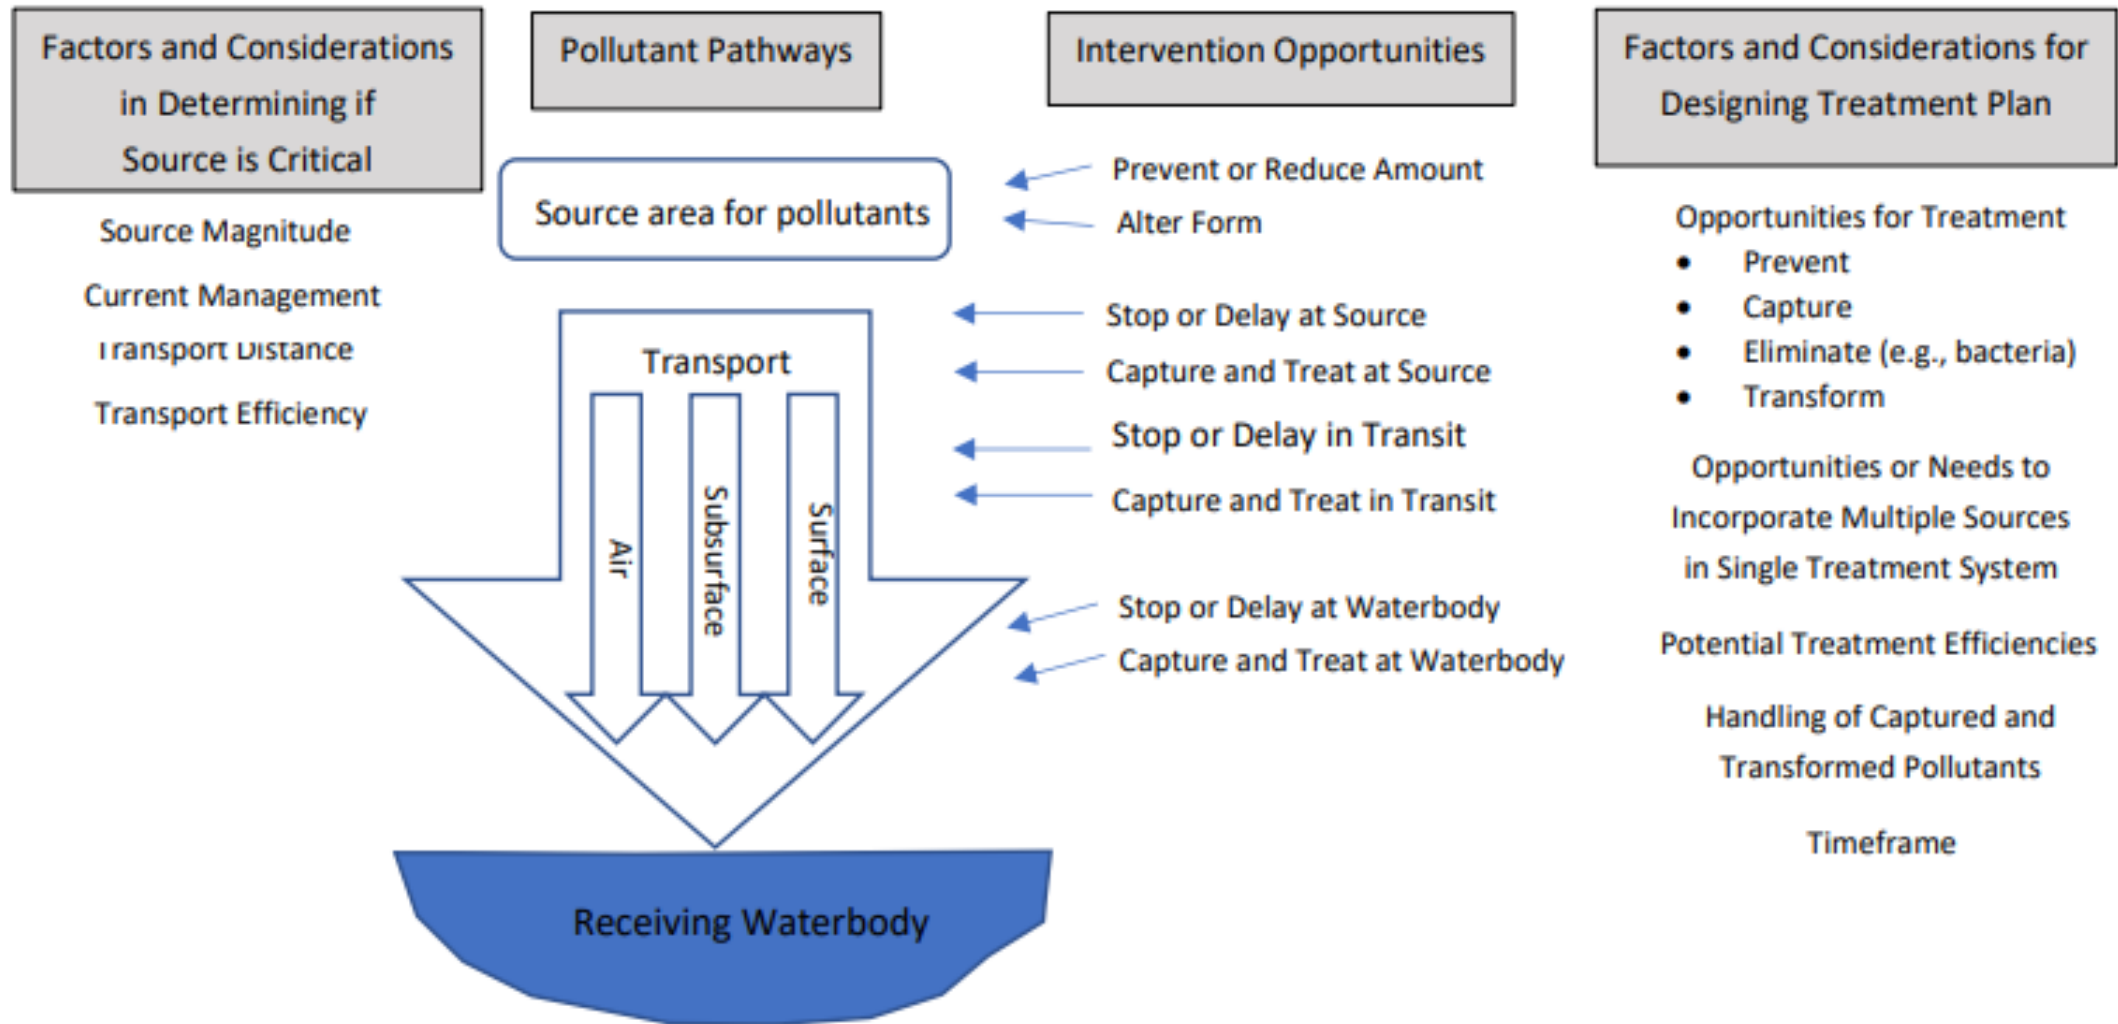 Factors and Considerations
in Determining if
Source is Critical
Source Magnitude
Current Management
Transport Distance
Transport Efficiency
Pollutant Pathways
Source area for pollutants
Transport
Air
Subsurface
Surface
Receiving Waterbody
Intervention Opportunities
Prevent or Reduce Amount
Alter Form
Stop or Delay at Source
Capture and Treat at Source
Stop or Delay in Transit
Capture and Treat in Transit
Stop or Delay at Waterbody
Capture and Treat at Waterbody
Factors and Considerations for
Designing Treatment Plan
Opportunities for Treatment
• Prevent
• Capture
• Eliminate (e.g., bacteria)
• Transform
Opportunities or Needs to
Incorporate Multiple Sources
in Single Treatment System
Potential Treatment Efficiencies
Handling of Captured and
Transformed Pollutants
Timeframe